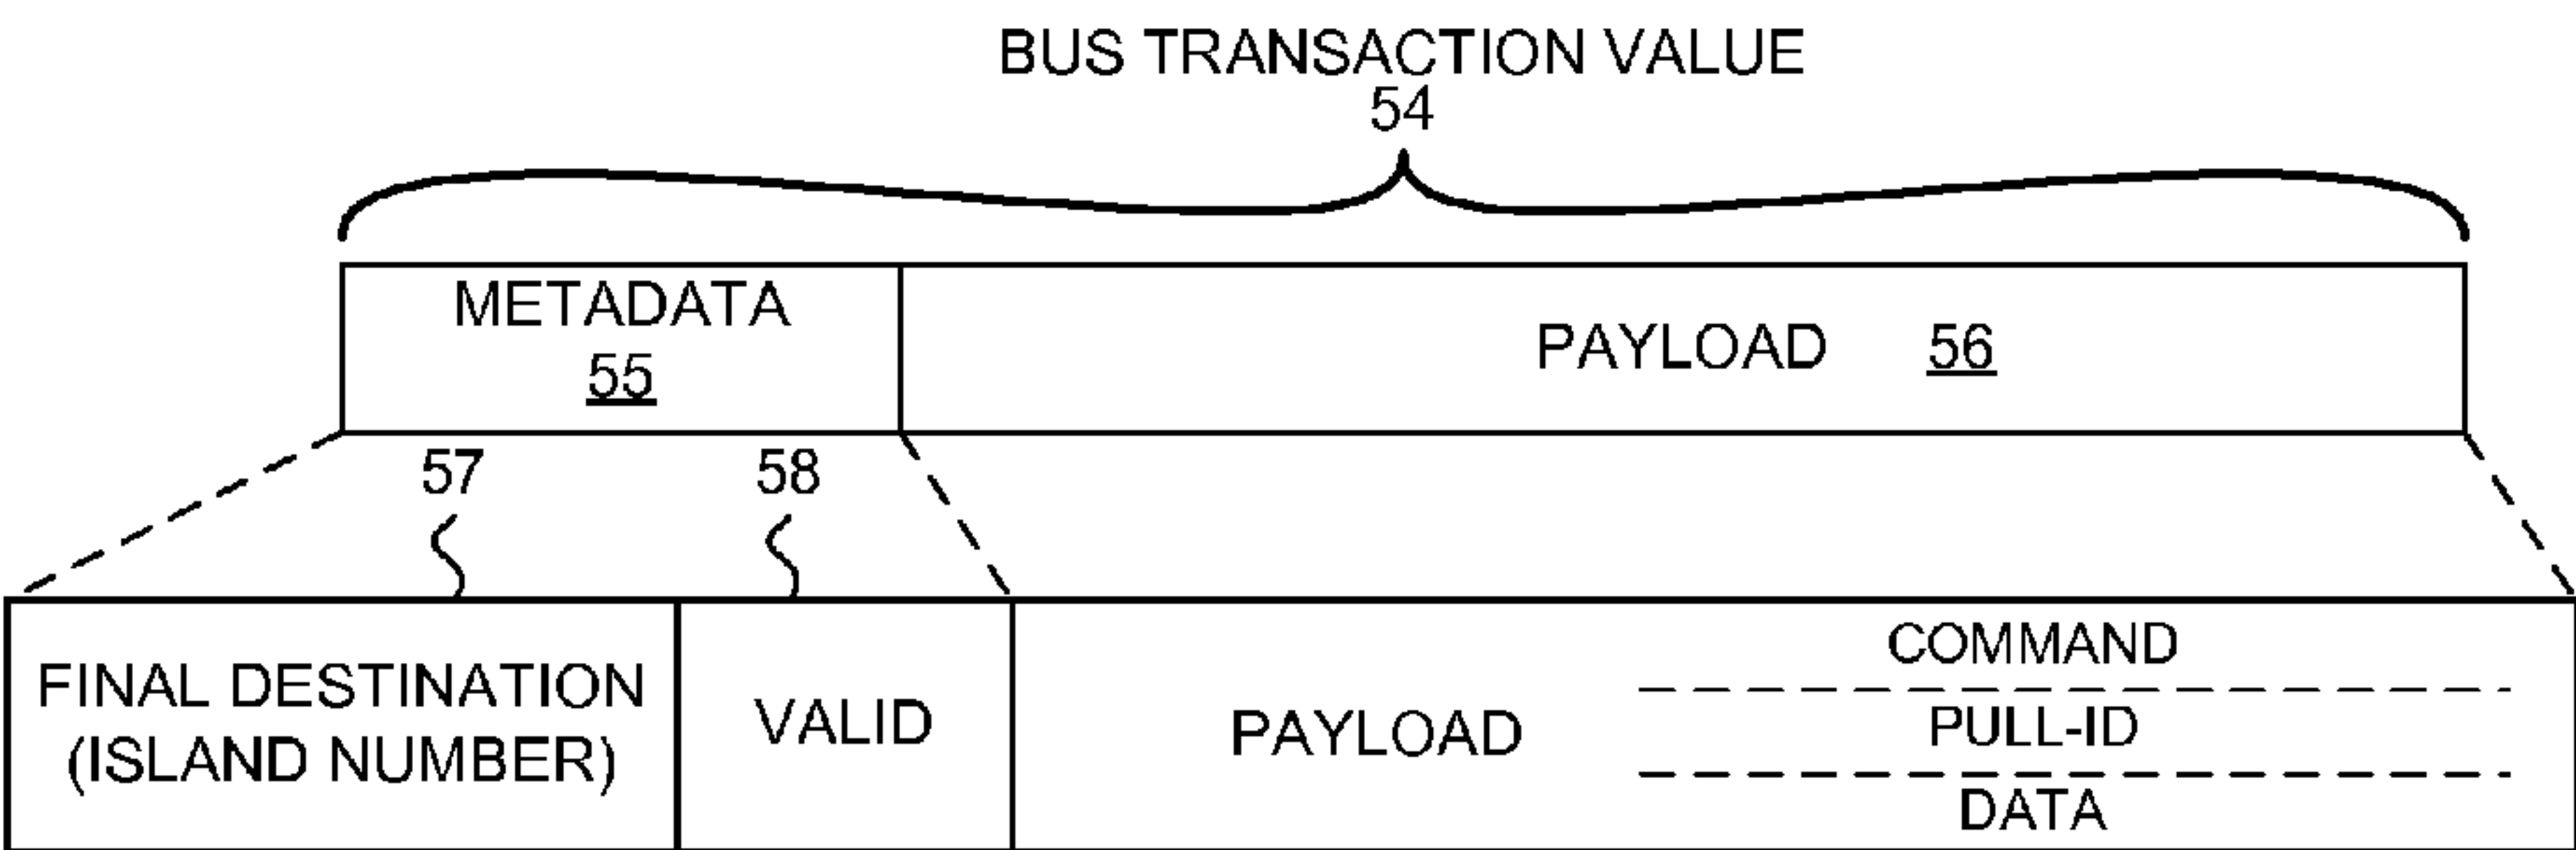 BUS TRANSACTION VALUE
54
METADATA
55
PAYLOAD 56
57
58
FINAL DESTINATION
(ISLAND NUMBER)
VALID
PAYLOAD
COMMAND
PULL-ID
DATA